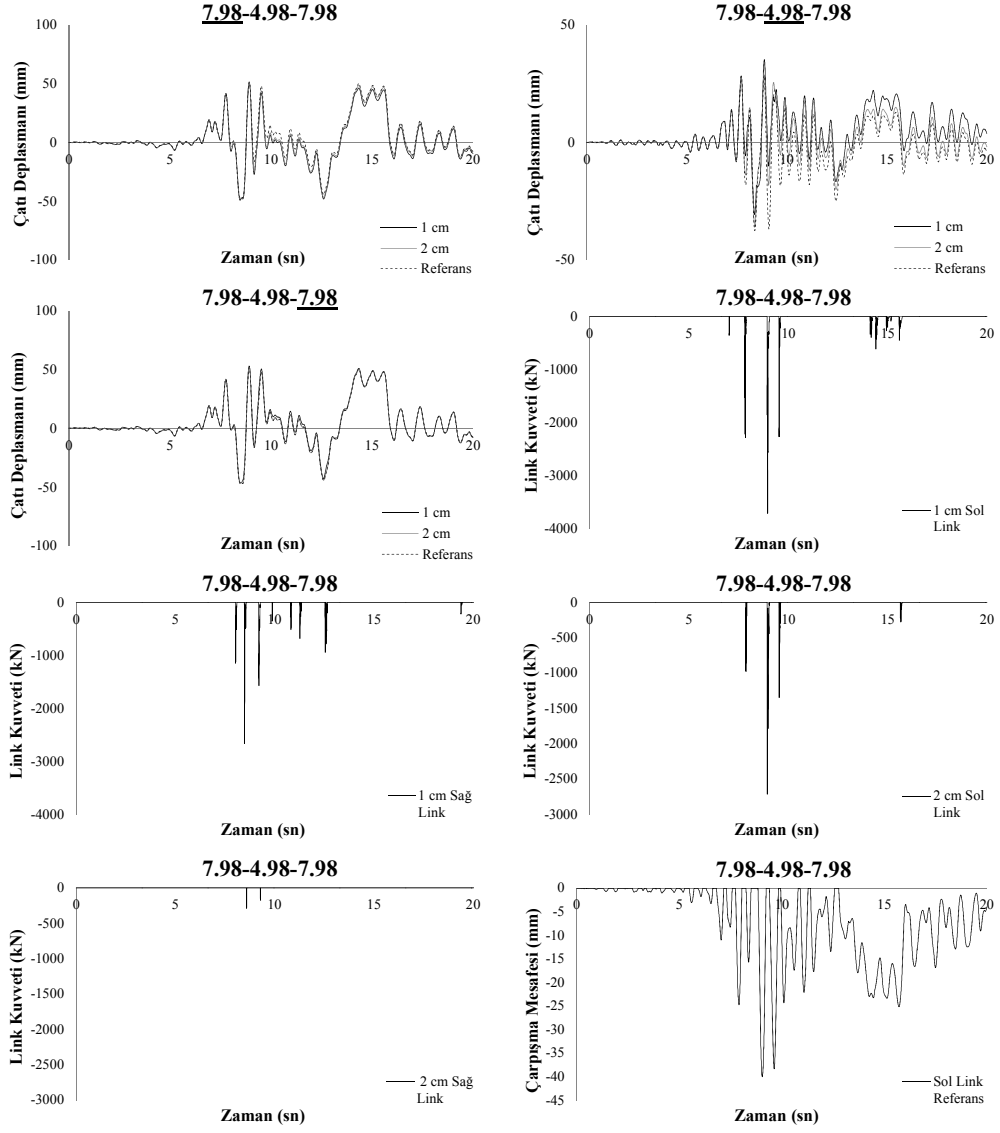 7.98-4.98-7.98
100
50
0
-50
-100
0
5
10
15
20
Çatı Deplasmanı (mm)
Zaman (sn)
1 cm
2 cm
Referans
7.98-4.98-7.98
50
0
-50
0
5
10
15
20
Çatı Deplasmanı (mm)
Zaman (sn)
1 cm
2 cm
Referans
7.98-4.98-7.98
100
50
0
-50
-100
0
5
10
15
20
Çatı Deplasmanı (mm)
Zaman (sn)
1 cm
2 cm
Referans
7.98-4.98-7.98
0
-1000
-2000
-3000
-4000
0
5
10
15
20
Link Kuvveti (kN)
Zaman (sn)
1 cm Sol
Link
7.98-4.98-7.98
0
-1000
-2000
-3000
-4000
0
5
10
15
20
Link Kuvveti (kN)
Zaman (sn)
1 cm Sağ
Link
7.98-4.98-7.98
0
-500
-1000
-1500
-2000
-2500
-3000
0
5
10
15
20
Link Kuvveti (kN)
Zaman (sn)
2 cm Sol
Link
7.98-4.98-7.98
0
-500
-1000
-1500
-2000
-2500
-3000
0
5
10
15
20
Link Kuvveti (kN)
Zaman (sn)
2 cm Sağ
Link
7.98-4.98-7.98
0
-5
-10
-15
-20
-25
-30
-35
-40
-45
0
5
10
15
20
Çarpışma Mesafesi (mm)
Zaman (sn)
Sol Link
Referans